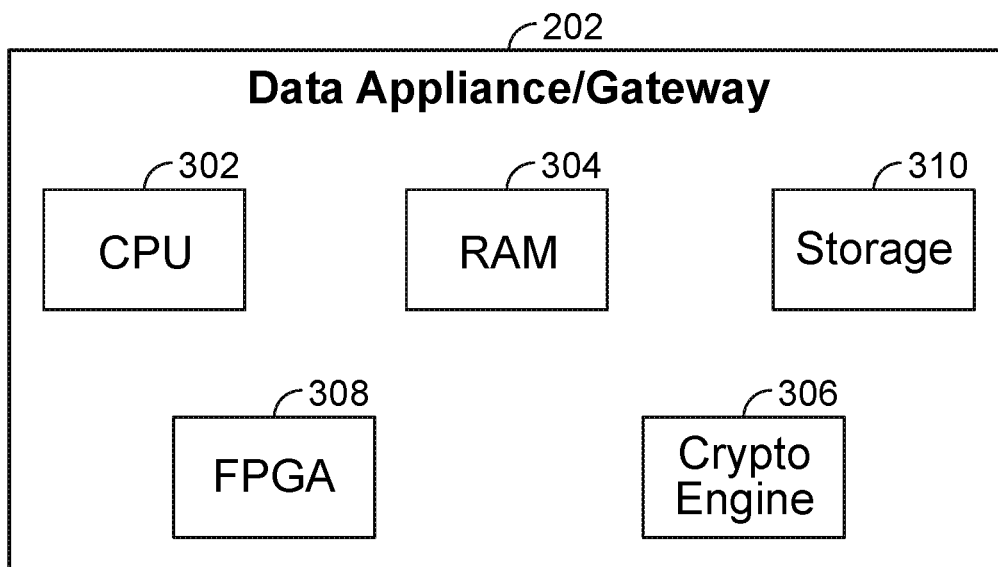 202
Data Appliance/Gateway
302
304
310
CPU
RAM
Storage
308
306
FPGA
Crypto
Engine